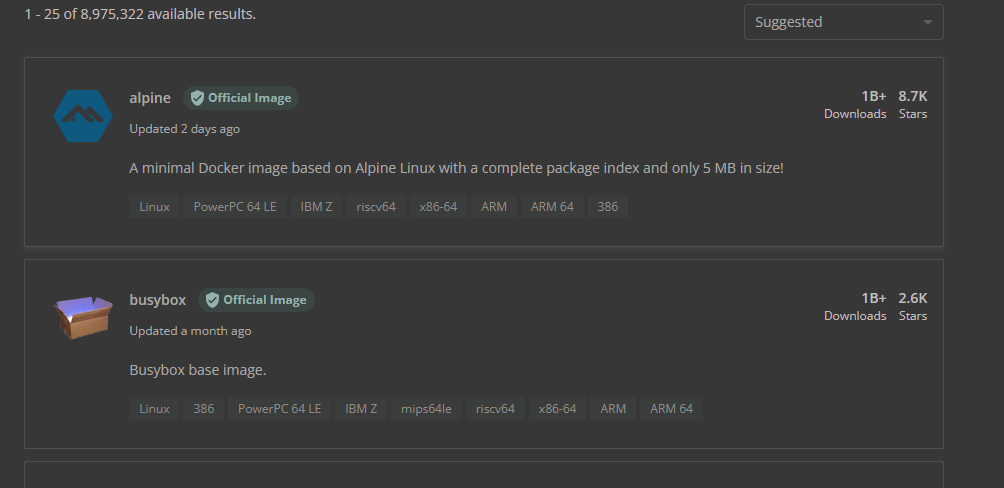 1 - 25 of 8,975,322 available results.
Suggested
alpine Official Image
1B+ 8.7K
Downloads Stars
Updated 2 days ago
A minimal Docker image based on Alpine Linux with a complete package index and only 5 MB in size!
Linux PowerPC 64 LE IBM Z riscv64 x86-64 ARM ARM 64 386
busybox Official Image
1B+ 2.6K
Downloads Stars
Updated a month ago
Busybox base image.
Linux 386 PowerPC 64 LE IBM Z mips64le riscv64 x86-64 ARM ARM 64